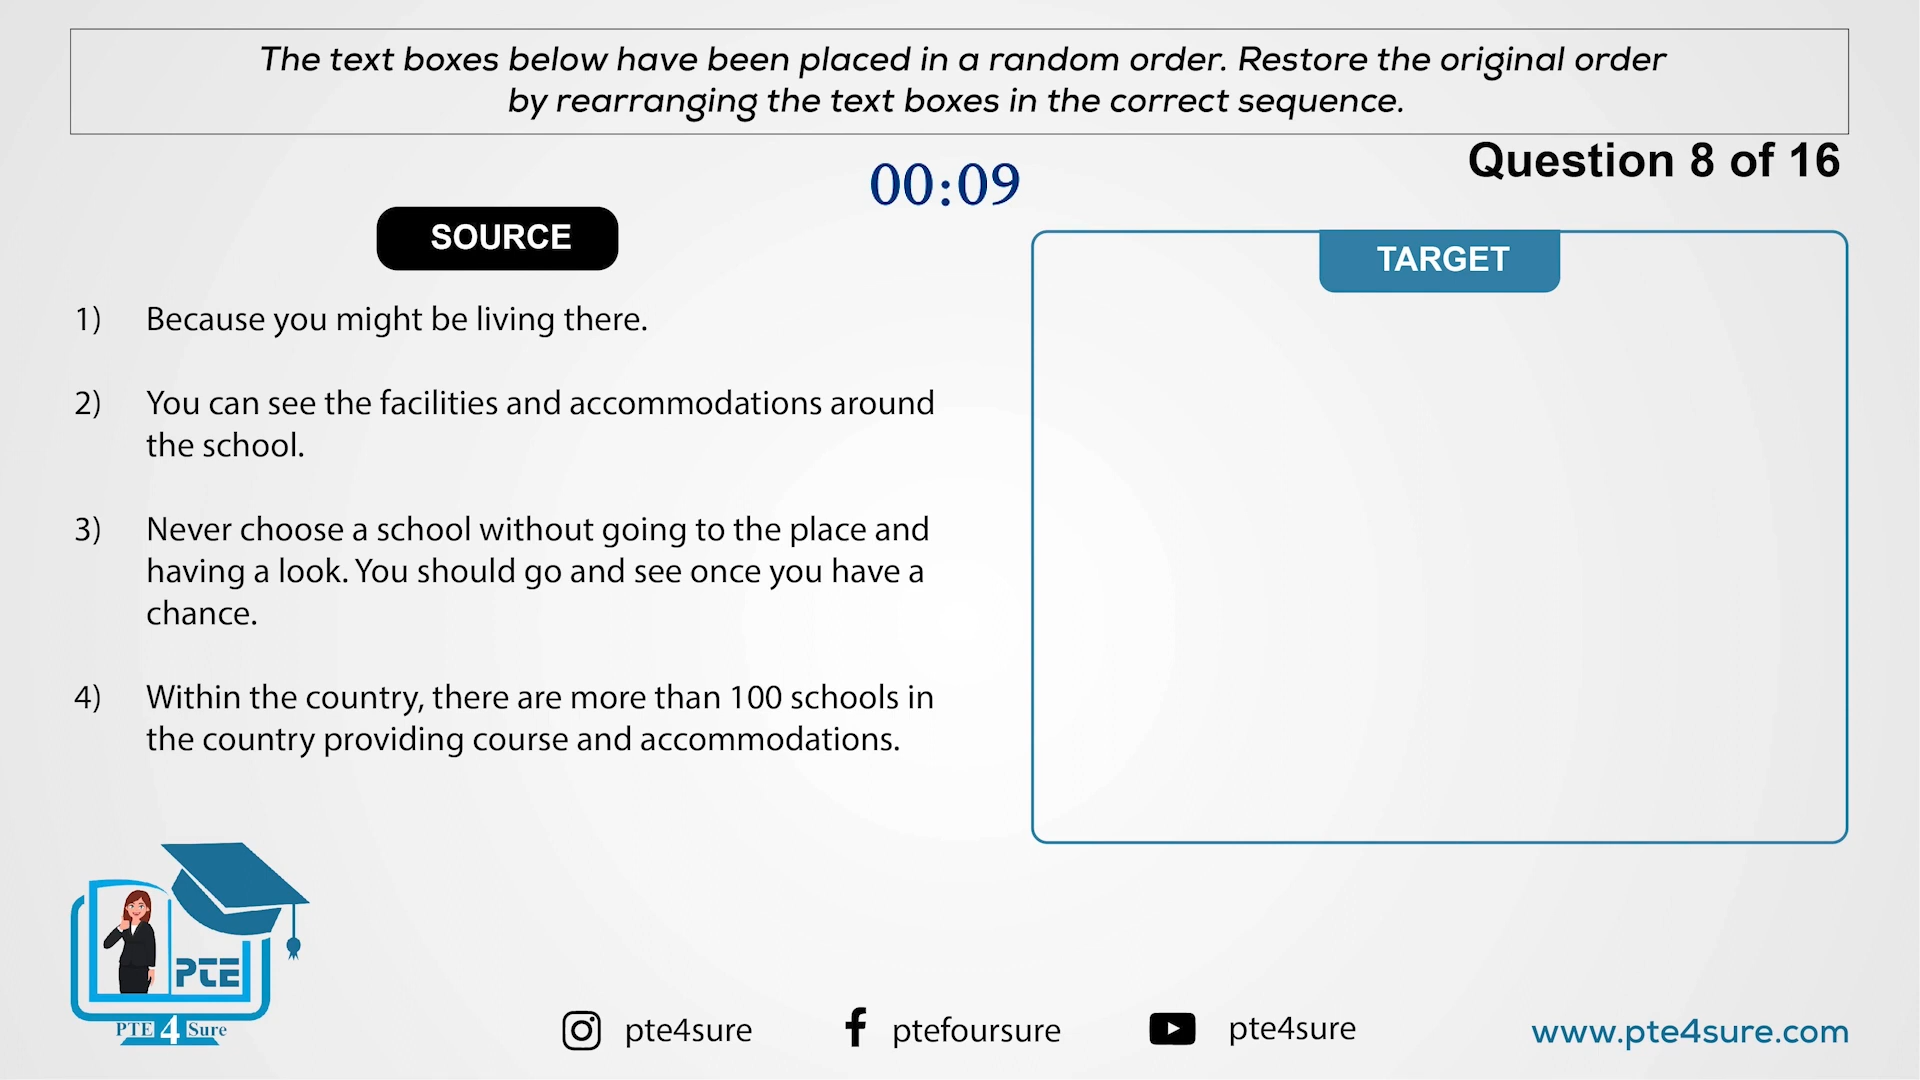 The text boxes below have been placed in a random order. Restore the original order
by rearranging the text boxes in the correct sequence.
Question 8 of 16
00:09
SOURCE
TARGET
1) Because you might be living there.
2) You can see the facilities and accommodations around
the school.
3) Never choose a school without going to the place and
having a look. You should go and see once you have a
chance.
4) Within the country, there are more than 100 schools in
the country providing course and accommodations.
PTE
PTE 4 Sure
pte4sure
ptefoursure
pte4sure
www.pte4sure.com